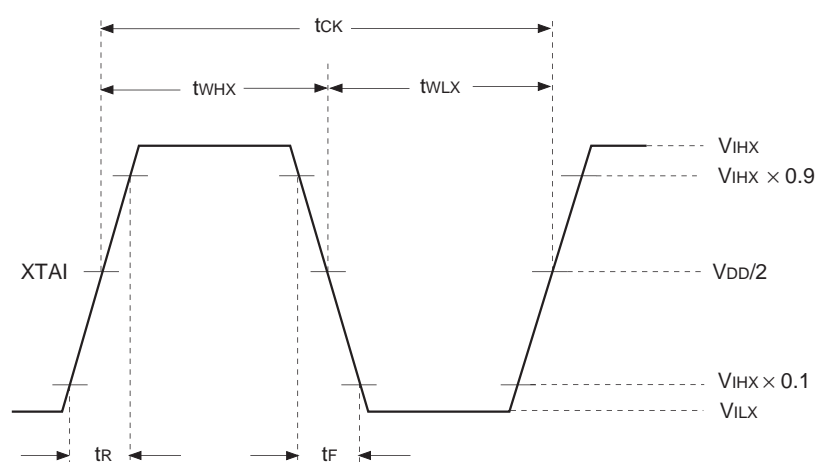 tCK
tWHX tWLX
VIHX
VIHX × 0.9
XTAI VDD/2
VIHX × 0.1
VILX
tR tF